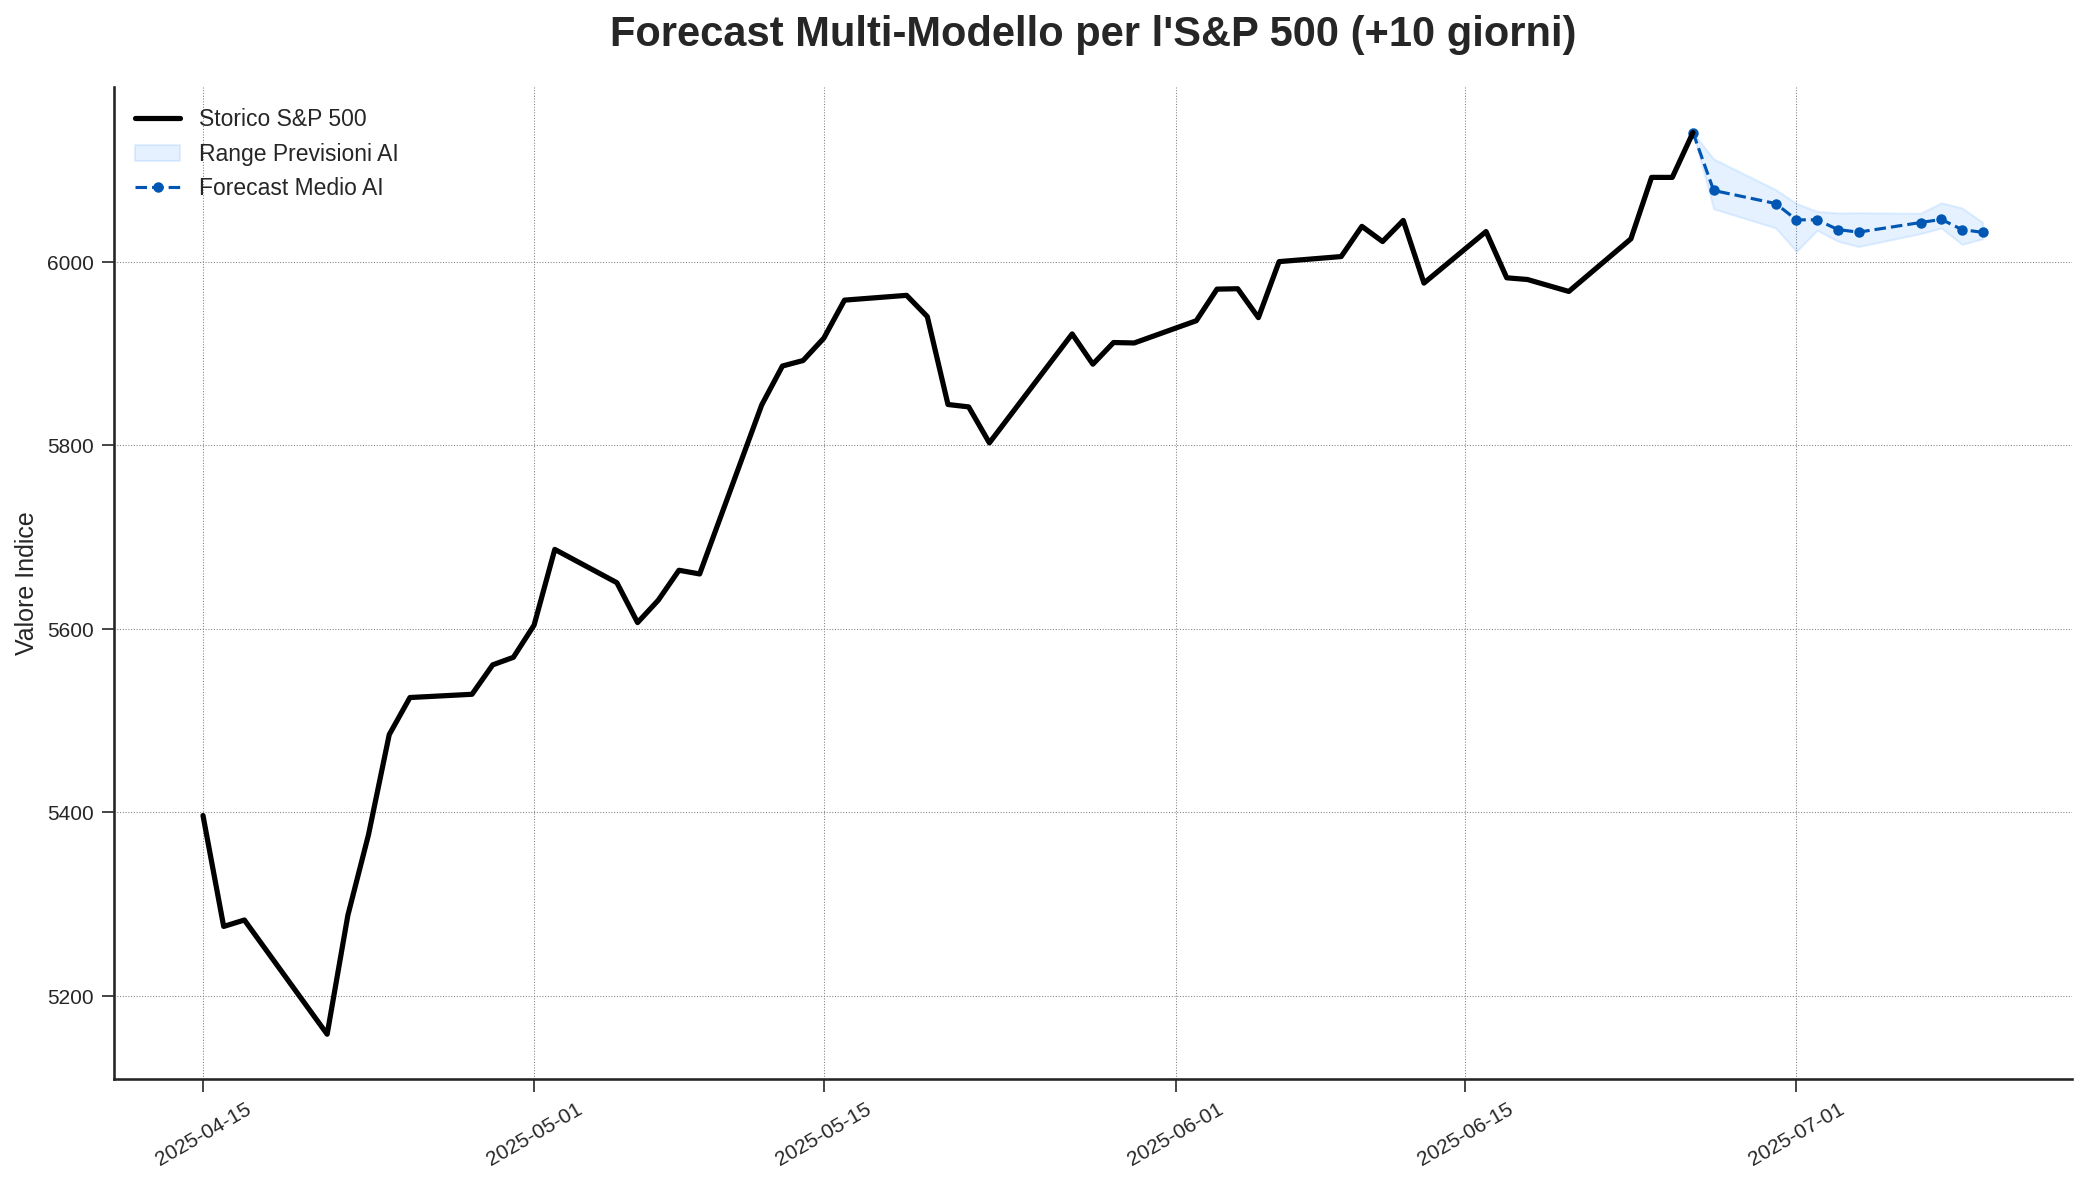 Forecast Multi-Modello per l'S&P 500 (+10 giorni)
Storico S&P 500
Range Previsioni AI
Forecast Medio AI
Valore Indice
6000
5800
5600
5400
5200
2025-04-15
2025-05-01
2025-05-15
2025-06-01
2025-06-15
2025-07-01